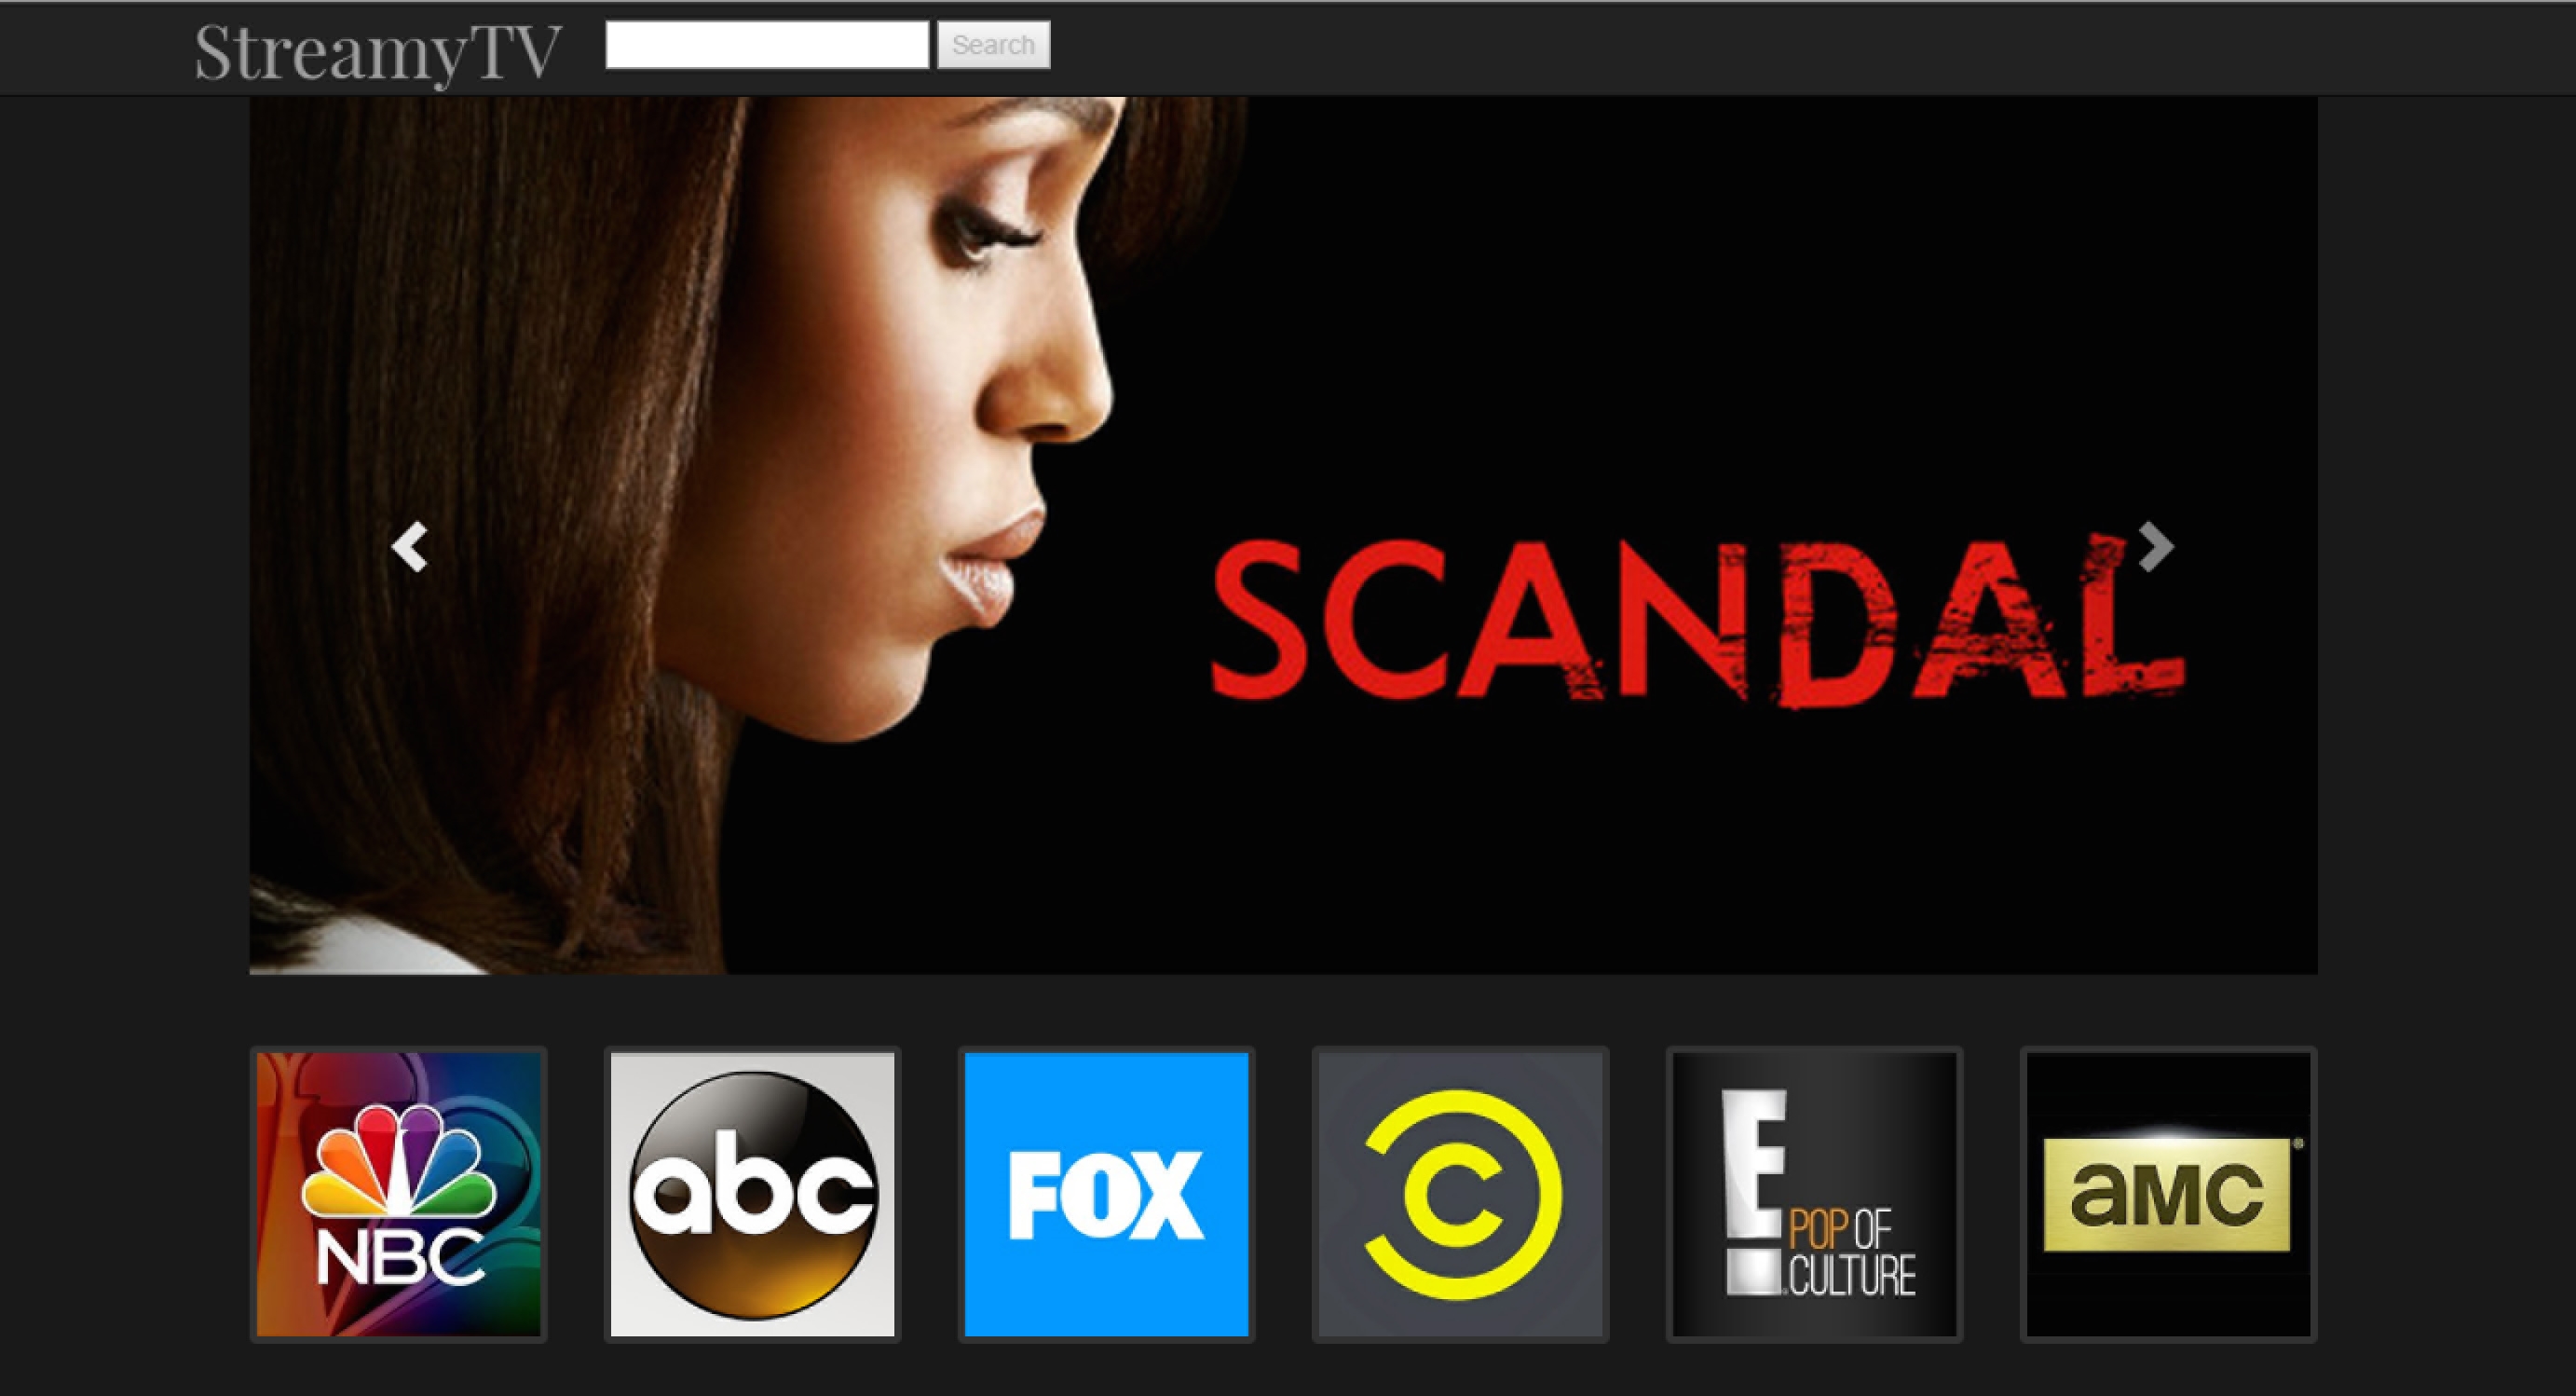 StreamyTV
Search
SCANDAL
NBC
abc
FOX
C
E!
POP OF
CULTURE
aMC®